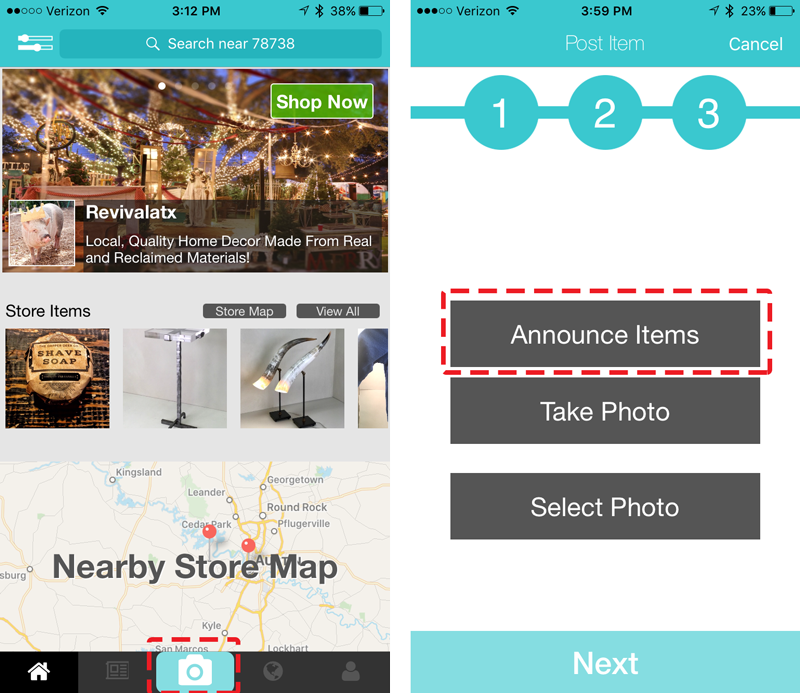 Verizon 3:12 PM 38%
Search near 78738
Shop Now
Revivalatx
Local, Quality Home Decor Made From Real
and Reclaimed Materials!
Store Items
Store Map
View All
SHAVE
SOAP
Kingsland
Georgetown
Leander
Round Rock
Cedar Park
Pflugerville
Nearby Store Map
sburg
Kyle
San Marcos
Lockhart
Verizon 3:59 PM 23%
Post Item
Cancel
1
2
3
Announce Items
Take Photo
Select Photo
Next